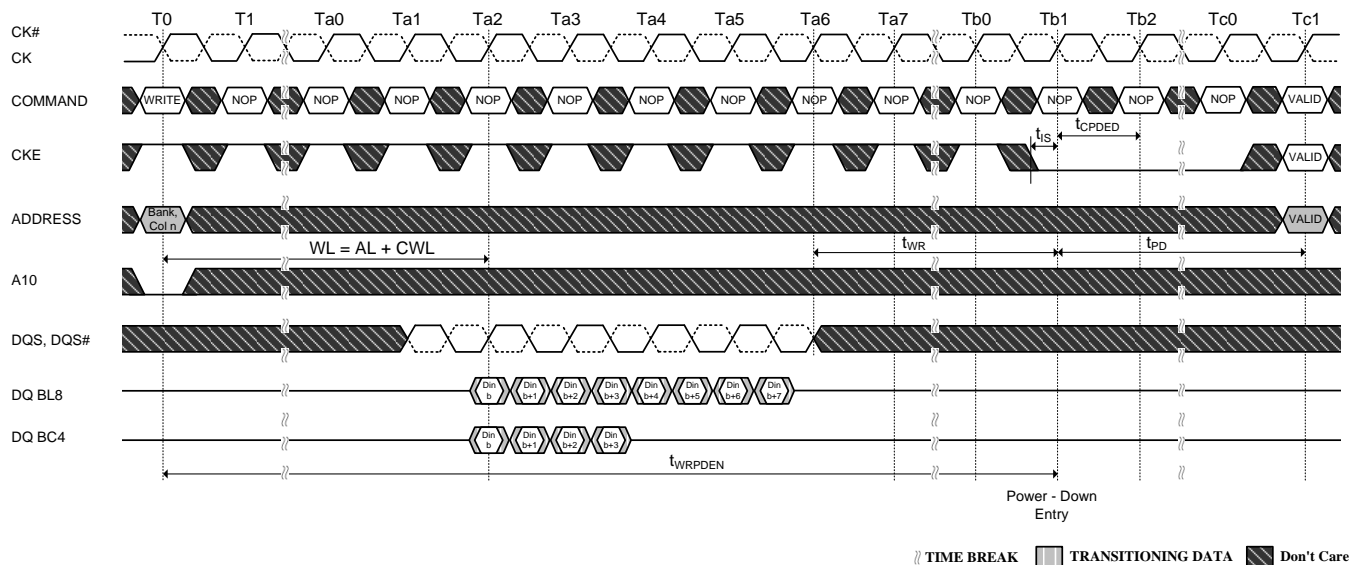 T0 T1 Ta0 Ta1 Ta2 Ta3 Ta4 Ta5 Ta6 Ta7 Tb0 Tb1 Tb2 Tc0 Tc1
CK#
CK
COMMAND WRITE NOP NOP NOP NOP NOP NOP NOP NOP NOP NOP NOP NOP NOP VALID
tIS tCPDED
CKE VALID
ADDRESS Bank, Col n VALID
WL = AL + CWL tWR tPD
A10
DQS, DQS#
DQ BL8 Din b Din b+1 Din b+2 Din b+3 Din b+4 Din b+5 Din b+6 Din b+7
DQ BC4 Din b Din b+1 Din b+2 Din b+3
tWRPDEN
Power - Down
Entry
TIME BREAK TRANSITIONING DATA Don't Care